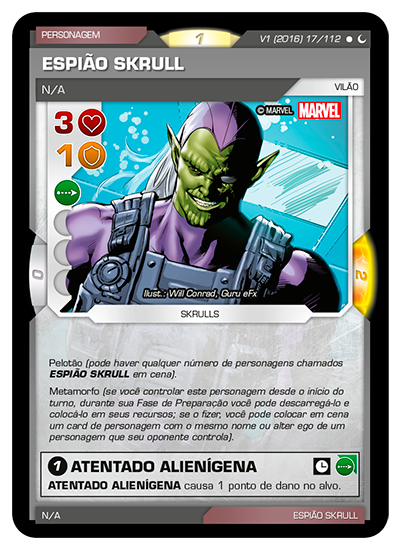 PERSONAGEM
1
V1 (2016) 17/112
ESPIÃO SKRULL
N/A
VILÃO
3
© MARVEL MARVEL
1
0
2
Ilust.: Will Conrad, Guru eFx
SKRULLS
Pelotão (pode haver qualquer número de personagens chamados
ESPIÃO SKRULL em cena).
Metamorfo (se você controlar este personagem desde o início do
turno, durante sua Fase de Preparação você pode descarregá-lo e
colocá-lo em seus recursos; se o fizer, você pode colocar em cena
um card de personagem com o mesmo nome ou alter ego de um
personagem que seu oponente controla).
1 ATENTADO ALIENÍGENA
ATENTADO ALIENÍGENA causa 1 ponto de dano no alvo.
N/A
ESPIÃO SKRULL